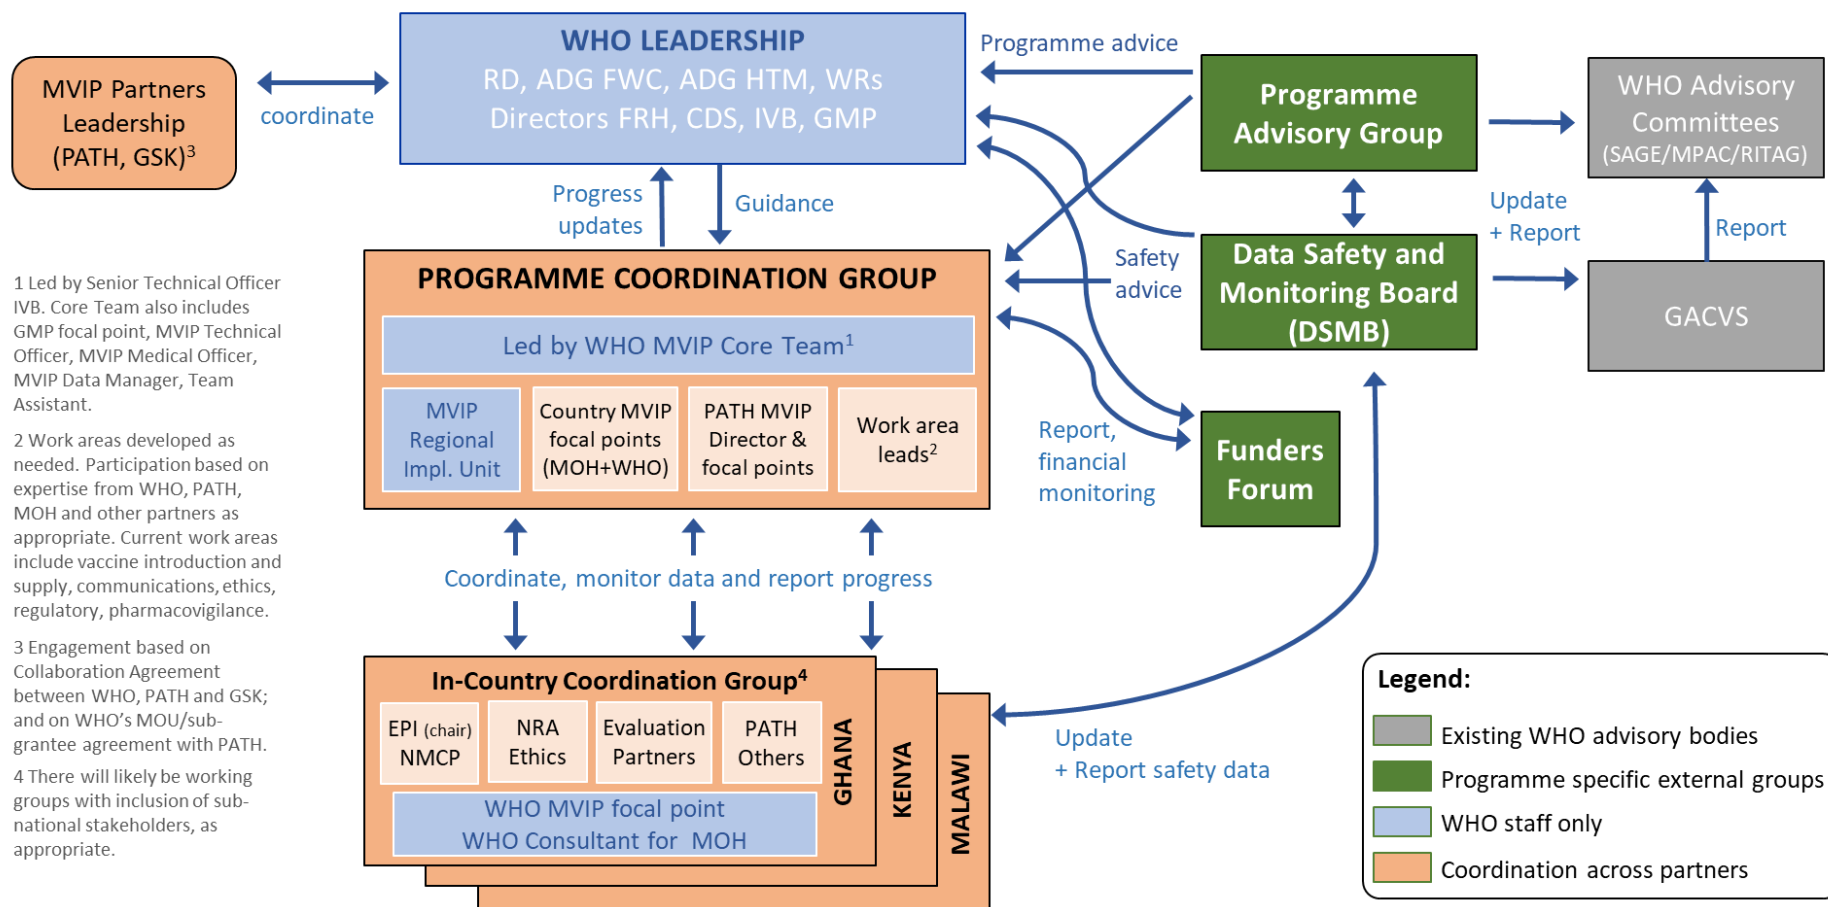 WHO LEADERSHIP
RD, ADG FWC, ADG HTM, WRs
Directors FRH, CDS, IVB, GMP
MVIP Partners
Leadership
(PATH, GSK)3
coordinate
Programme advice
Programme
Advisory Group
WHO Advisory
Committees
(SAGE/MPAC/RITAG)
Progress
updates
Guidance
Update
+ Report
Report
PROGRAMME COORDINATION GROUP
Led by WHO MVIP Core Team1
MVIP
Regional
Impl. Unit
Country MVIP
focal points
(MOH+WHO)
PATH MVIP
Director &
focal points
Work area
leads2
Safety
advice
Data Safety and
Monitoring Board
(DSMB)
GACVS
Report,
financial
monitoring
Funders
Forum
1 Led by Senior Technical Officer
IVB. Core Team also includes
GMP focal point, MVIP Technical
Officer, MVIP Medical Officer,
MVIP Data Manager, Team
Assistant.
2 Work areas developed as
needed. Participation based on
expertise from WHO, PATH,
MOH and other partners as
appropriate. Current work areas
include vaccine introduction and
supply, communications, ethics,
regulatory, pharmacovigilance.
3 Engagement based on
Collaboration Agreement
between WHO, PATH and GSK;
and on WHO’s MOU/sub-
grantee agreement with PATH.
4 There will likely be working
groups with inclusion of sub-
national stakeholders, as
appropriate.
Coordinate, monitor data and report progress
In-Country Coordination Group4
EPI (chair)
NMCP
NRA
Ethics
Evaluation
Partners
PATH
Others
WHO MVIP focal point
WHO Consultant for MOH
GHANA
KENYA
MALAWI
Update
+ Report safety data
Legend:
Existing WHO advisory bodies
Programme specific external groups
WHO staff only
Coordination across partners